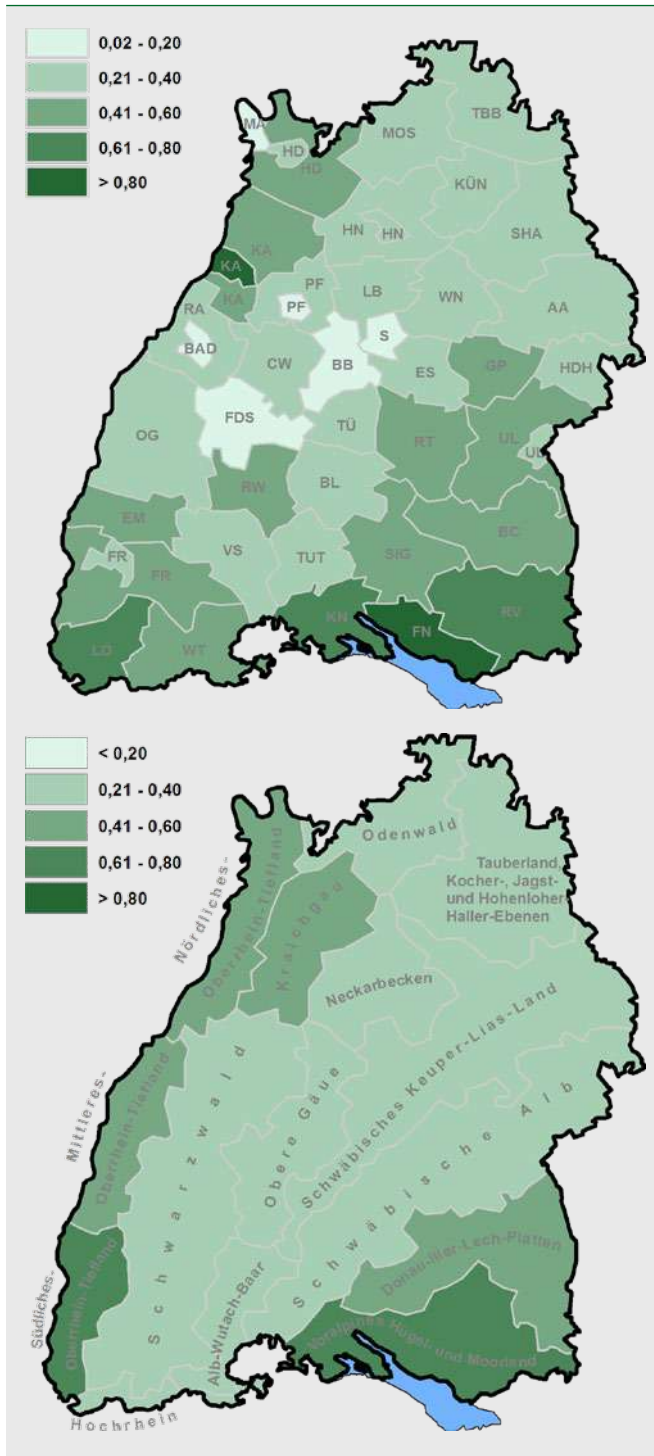 0,02 - 0,20
0,21 - 0,40
0,41 - 0,60
0,61 - 0,80
> 0,80
MA
TBB
MOS
HD
HD
KÜN
HN
HN
SHA
KA
KA
PF
LB
WN
RA
KA
PF
AA
BAD
S
CW
BB
ES
GP
HDH
FDS
TÜ
OG
RT
UL
UL
RW
BL
EM
BC
FR
VS
TUT
SIG
FR
KN
RV
FN
LÖ
WT
< 0,20
0,21 - 0,40
0,41 - 0,60
0,61 - 0,80
> 0,80
Odenwald
Tauberland,
Kocher-, Jagst-
und Hohenloher
Haller-Ebenen
Nördliches-
Oberrhein-Tiefland
Kraichgau
Neckarbecken
Schwäbisches Keuper-Lias-Land
Mittleres-
Oberrhein-Tiefland
Schwarzwald
Obere Gäue
Schwäbische Alb
Donau-Iller-Lech-Platten
Südliches-
Oberrhein-Tiefland
Alb-Wutach-Baar
Voralpines Hügel- und Moorland
Hochrhein